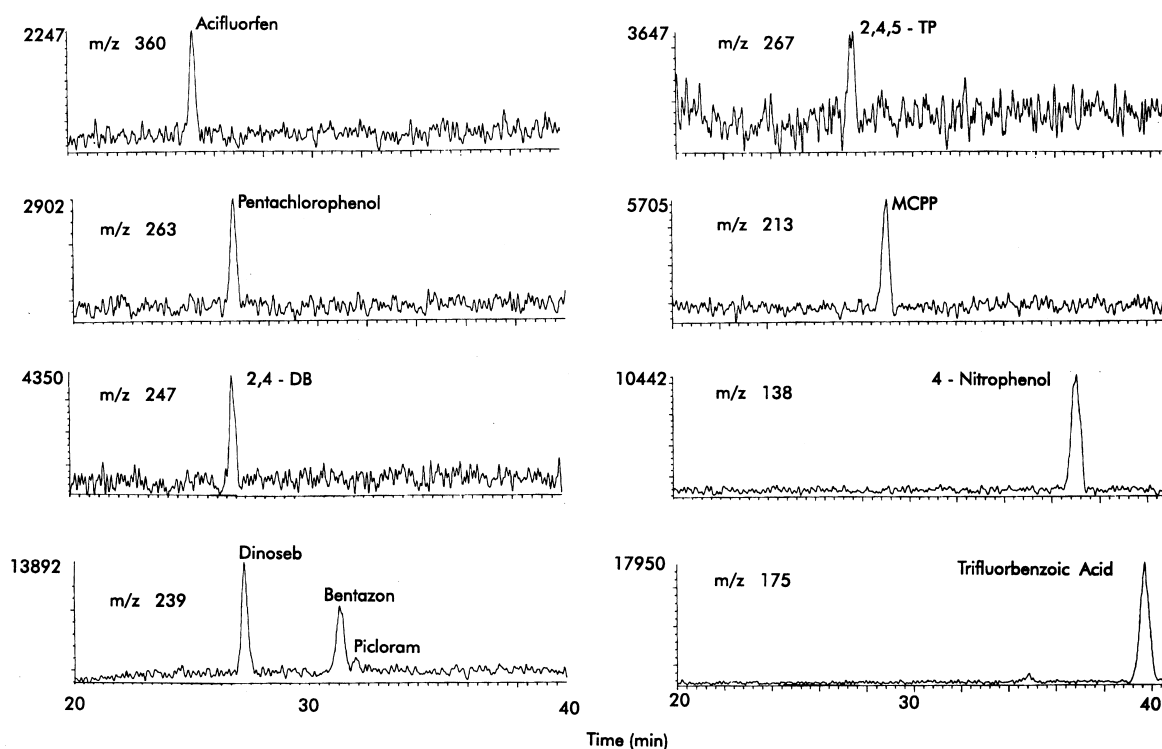 2247
m/z 360
Acifluorfen
3647
m/z 267
2,4,5 - TP
2902
m/z 263
Pentachlorophenol
5705
m/z 213
MCPP
4350
m/z 247
2,4 - DB
10442
m/z 138
4 - Nitrophenol
13892
m/z 239
Dinoseb
Bentazon
Picloram
17950
m/z 175
Trifluorbenzoic Acid
20 30 40
20 30 40
Time (min)